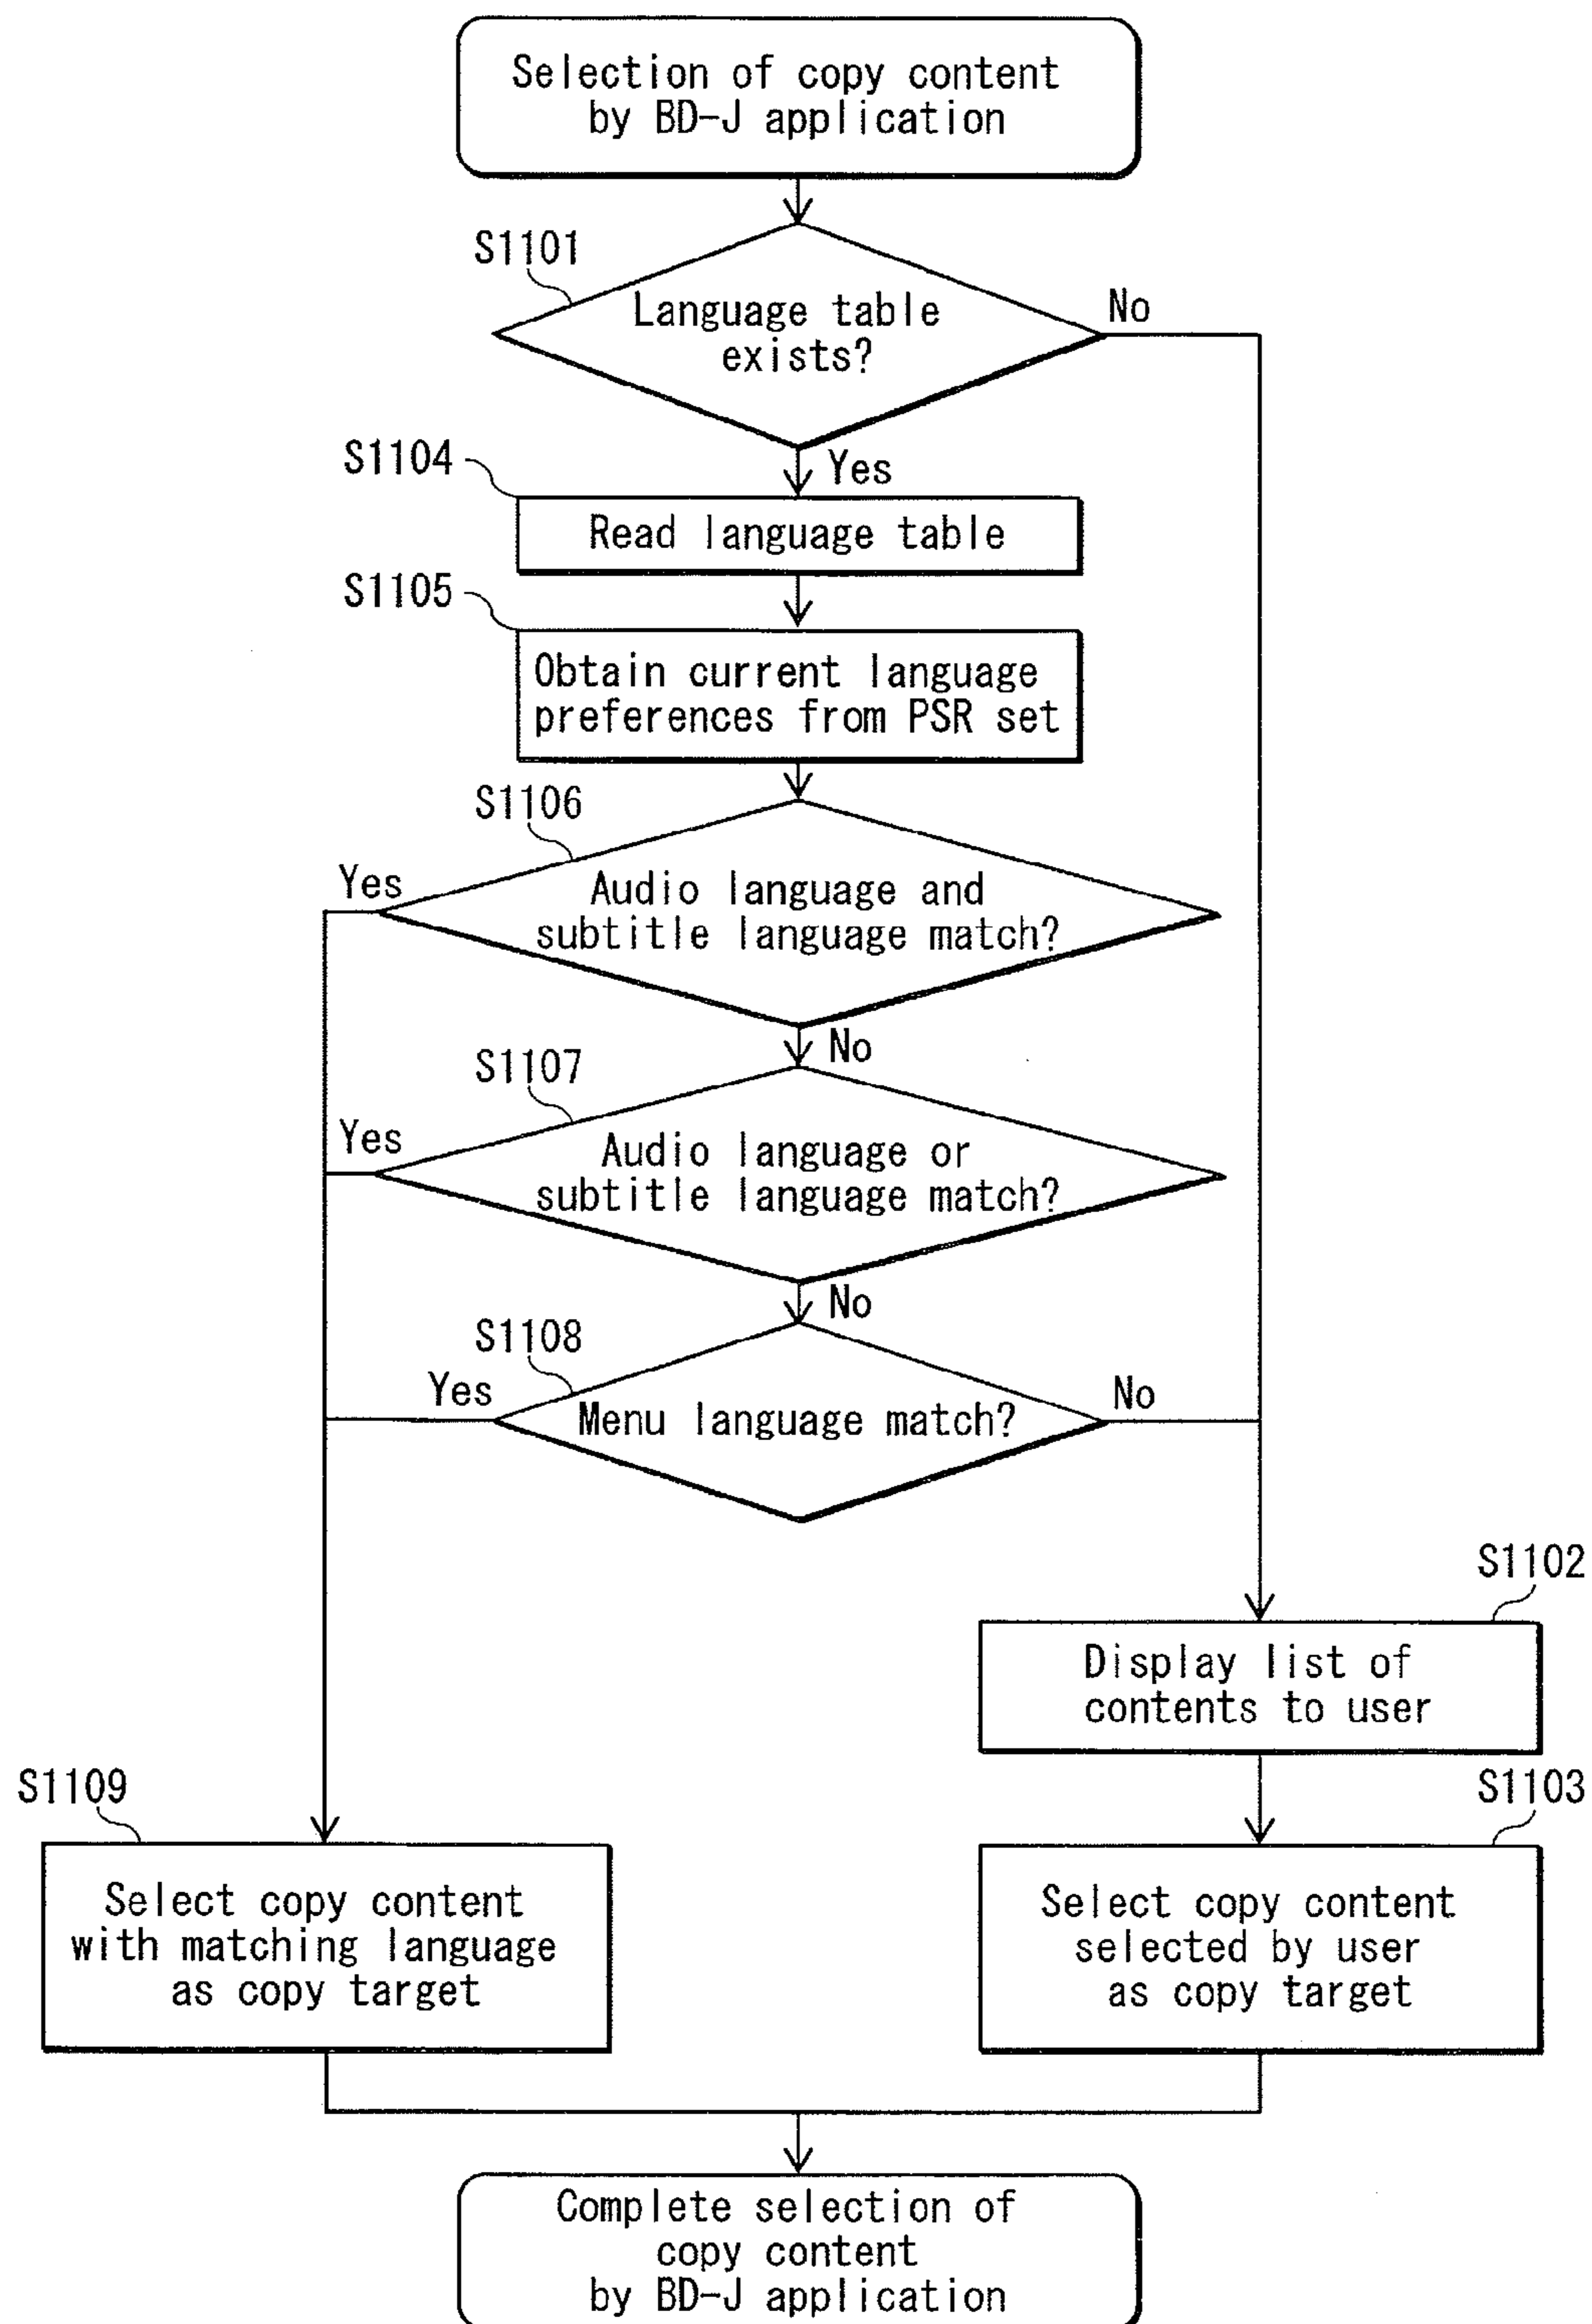 Selection of copy content
by BD-J application
S1101
Language table
exists?
No
Yes
S1104
Read language table
S1105
Obtain current language
preferences from PSR set
S1106
Yes
Audio language and
subtitle language match?
No
S1107
Yes
Audio language or
subtitle language match?
No
S1108
Yes
Menu language match?
No
S1102
Display list of
contents to user
S1109
S1103
Select copy content
with matching language
as copy target
Select copy content
selected by user
as copy target
Complete selection of
copy content
by BD-J application